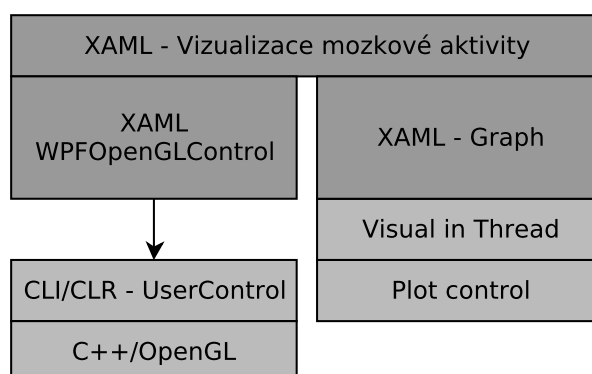 XAML - Vizualizace mozkové aktivity
XAML
WPFOpenGLControl
XAML - Graph
Visual in Thread
CLI/CLR - UserControl
Plot control
C++/OpenGL